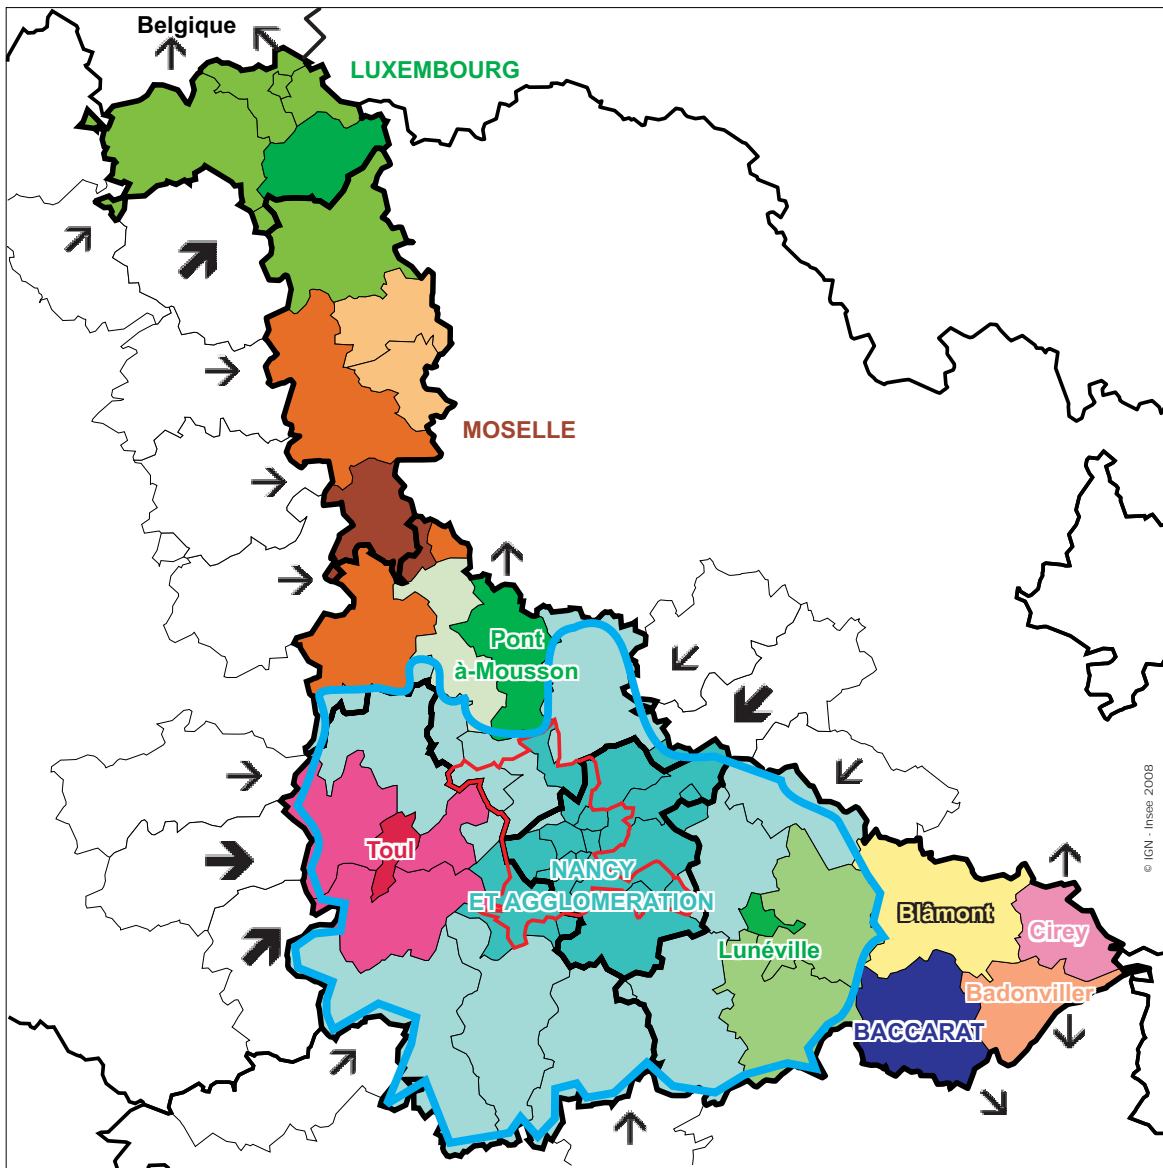 Belgique
LUXEMBOURG
MOSELLE
Pont
à-Mousson
Toul
NANCY
ET AGGLOMERATION
Lunéville
Blâmont
Cirey
Badonviller
BACCARAT
© IGN - Insee 2008